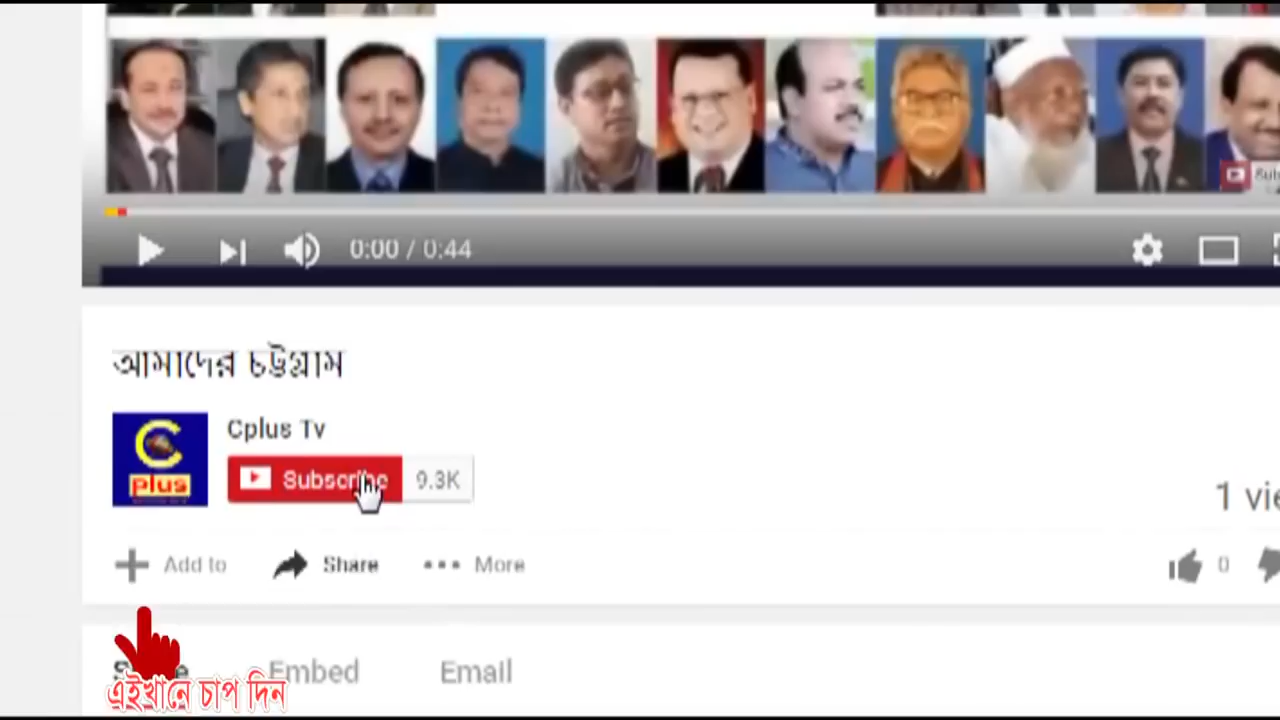 0:00 / 0:44
আমাদের চট্টগ্রাম
C
plus
Cplus Tv
Subscribe 9.3K
1
Add to Share More
0
Embed Email
এইখানে চাপ দিন